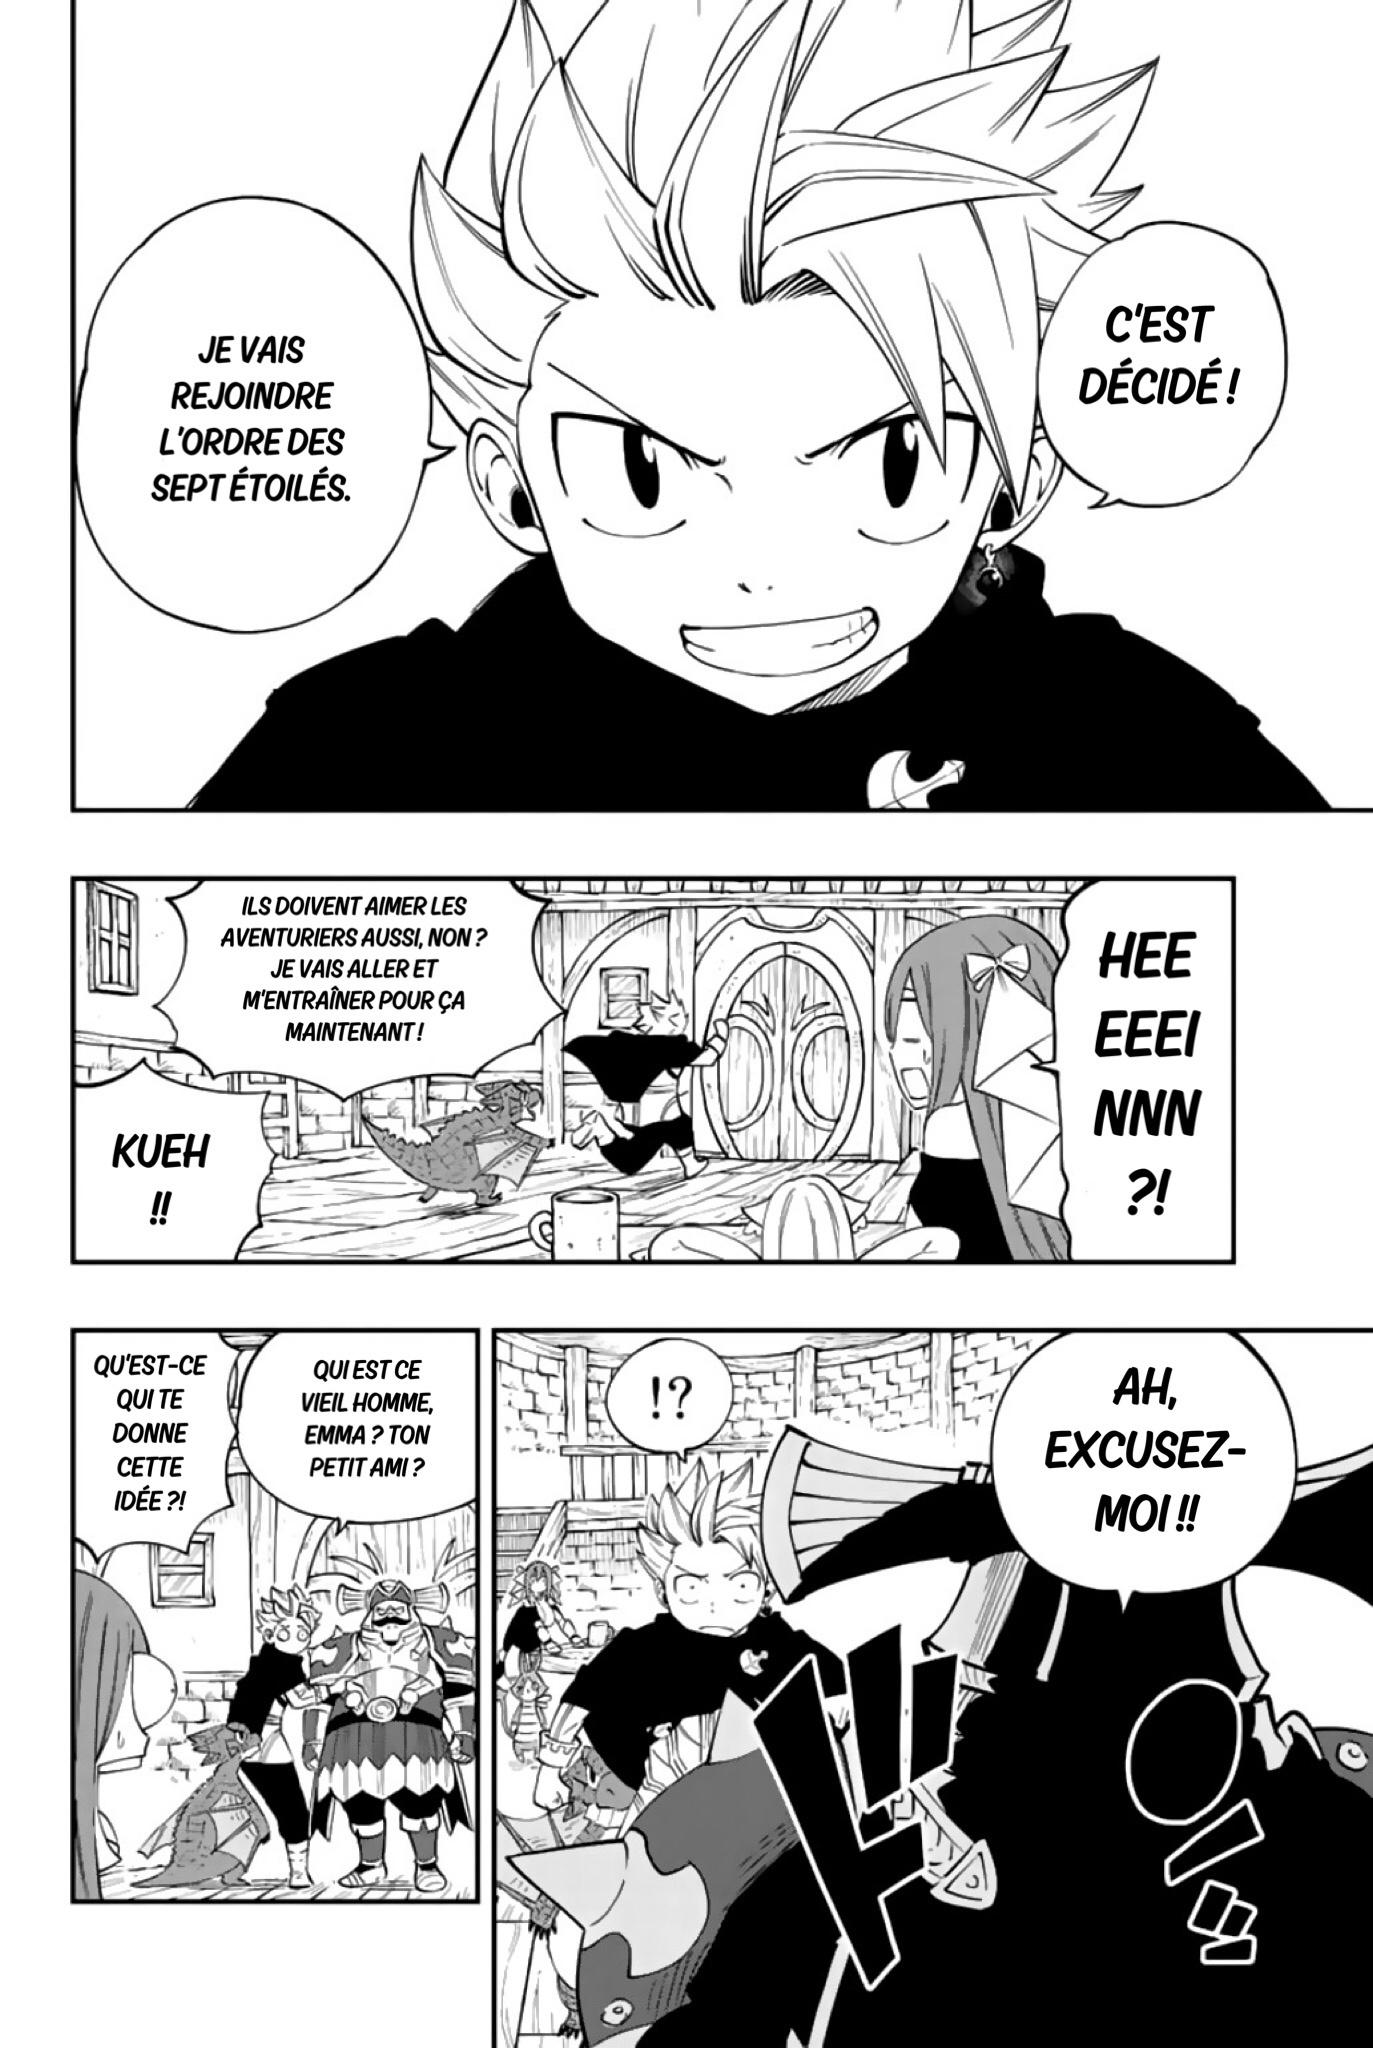 C'EST
DÉCIDÉ !
JE VAIS
REJOINDRE
L'ORDRE DES
SEPT ÉTOILÉS.
HEE
EEEI
NNN
?!
ILS DOIVENT AIMER LES
AVENTURIERS AUSSI, NON ?
JE VAIS ALLER ET
M'ENTRAÎNER POUR ÇA
MAINTENANT !
KUEH
!!
AH,
EXCUSEZ-
MOI !!
!?
ドン
QUI EST CE
VIEIL HOMME,
EMMA ? TON
PETIT AMI ?
QU'EST-CE
QUI TE
DONNE
CETTE
IDÉE ?!